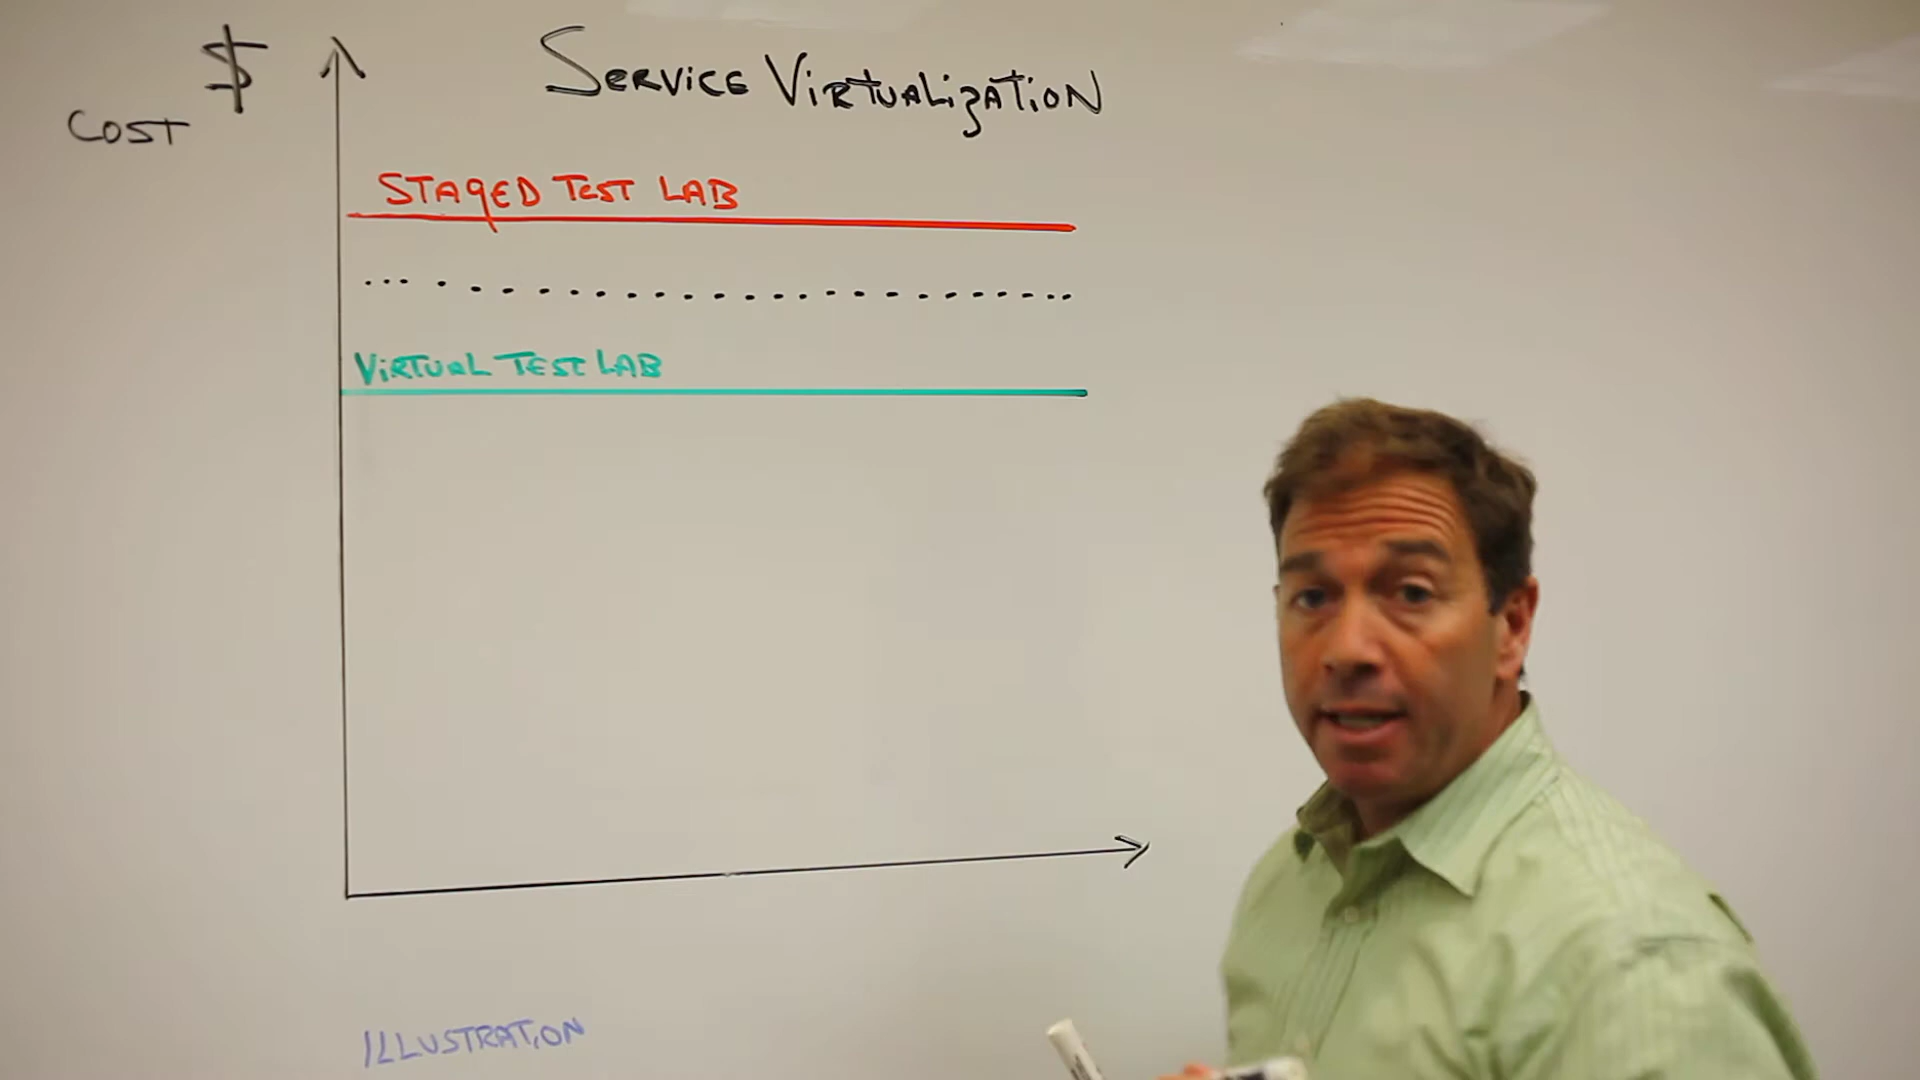 $
COST
SERVICE VIRTUALIZATION
STAGED TEST LAB
VIRTUAL TEST LAB
ILLUSTRATION